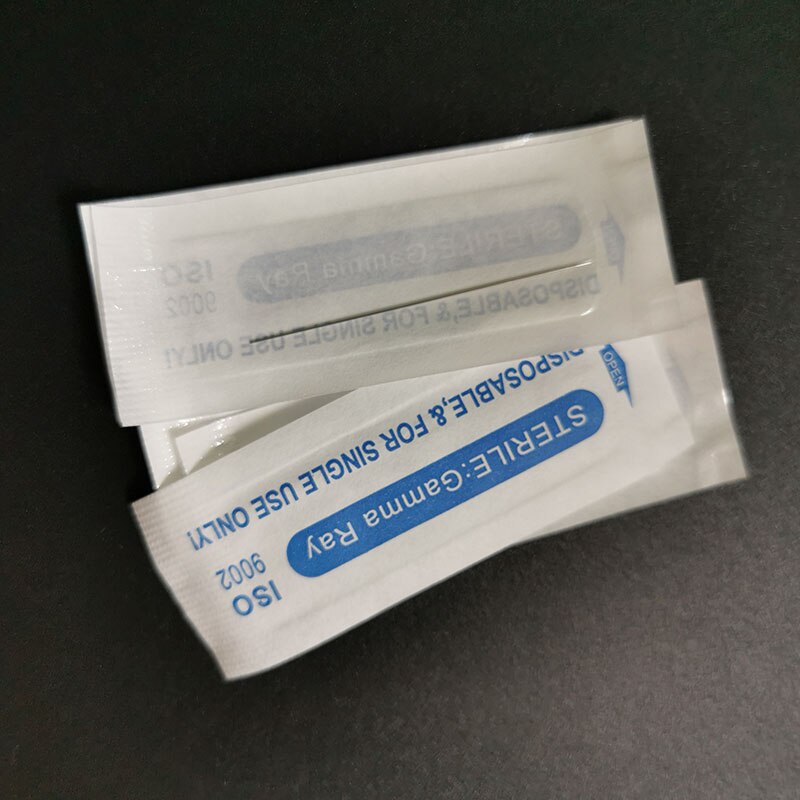 STERILE:Gamma Ray
ISO
9002
DISPOSABLE,& FOR SINGLE USE ONLY!
OPEN
STERILE:Gamma Ray
ISO
9002
DISPOSABLE,& FOR SINGLE USE ONLY!